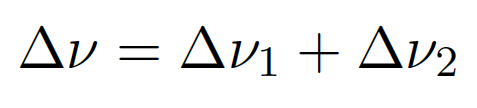 Δν = Δν₁ + Δν₂